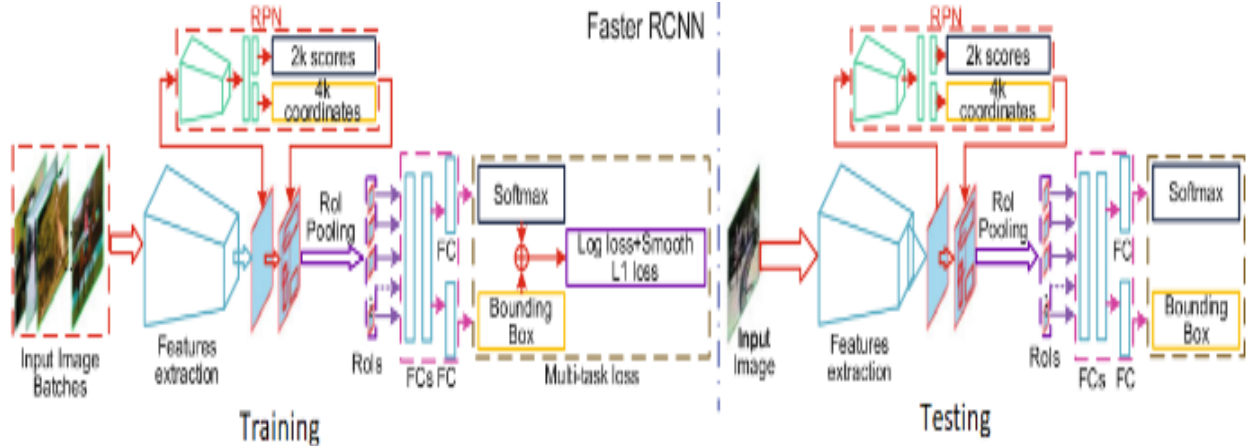 RPN
2k scores
4k
coordinates
Faster RCNN
Input Image
Batches
Features
extraction
RoI
Pooling
RoIs
FCs FC
FC
Softmax
Bounding
Box
Log loss+Smooth
L1 loss
Multi-task loss
Training
RPN
2k scores
4k
coordinates
Input
Image
Features
extraction
RoI
Pooling
RoIs
FCs FC
FC
Softmax
Bounding
Box
Testing